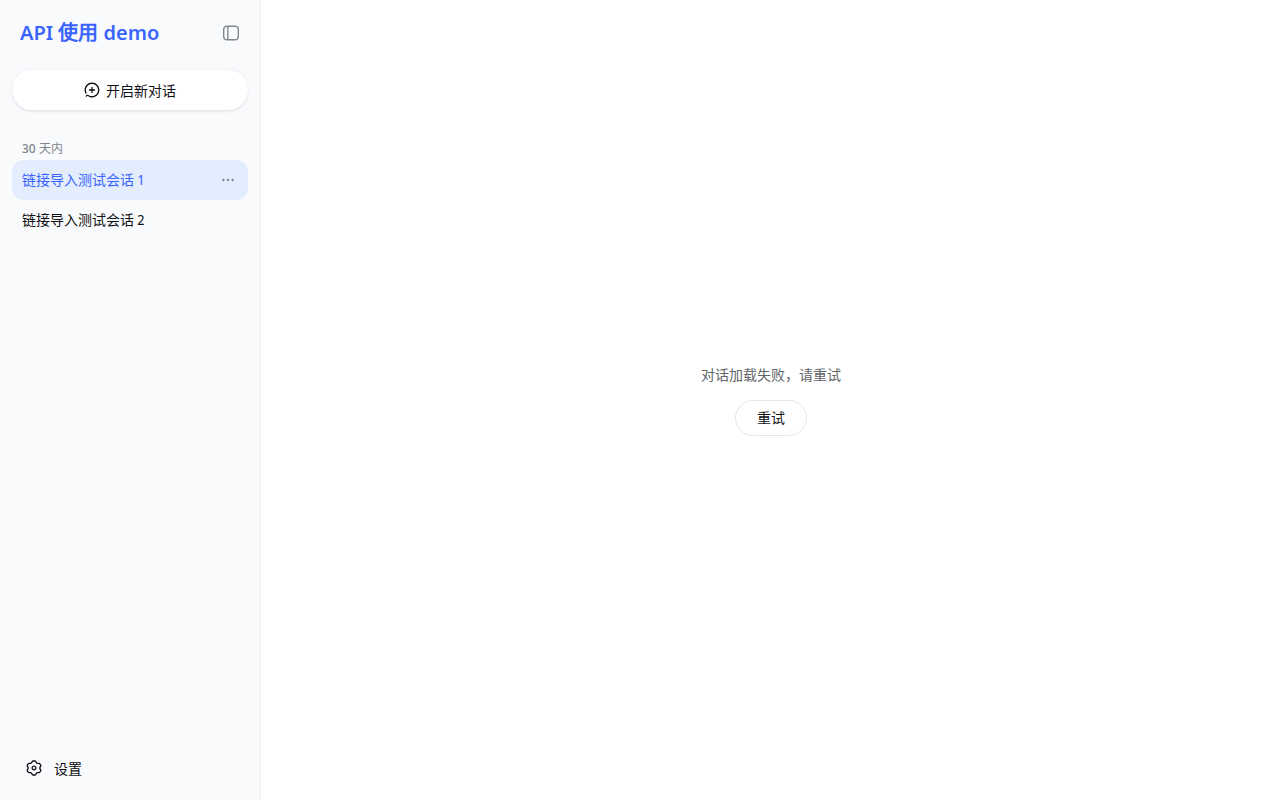 API 使用 demo
开启新对话
30 天内
链接导入测试会话 1
链接导入测试会话 2
对话加载失败，请重试
重试
设置